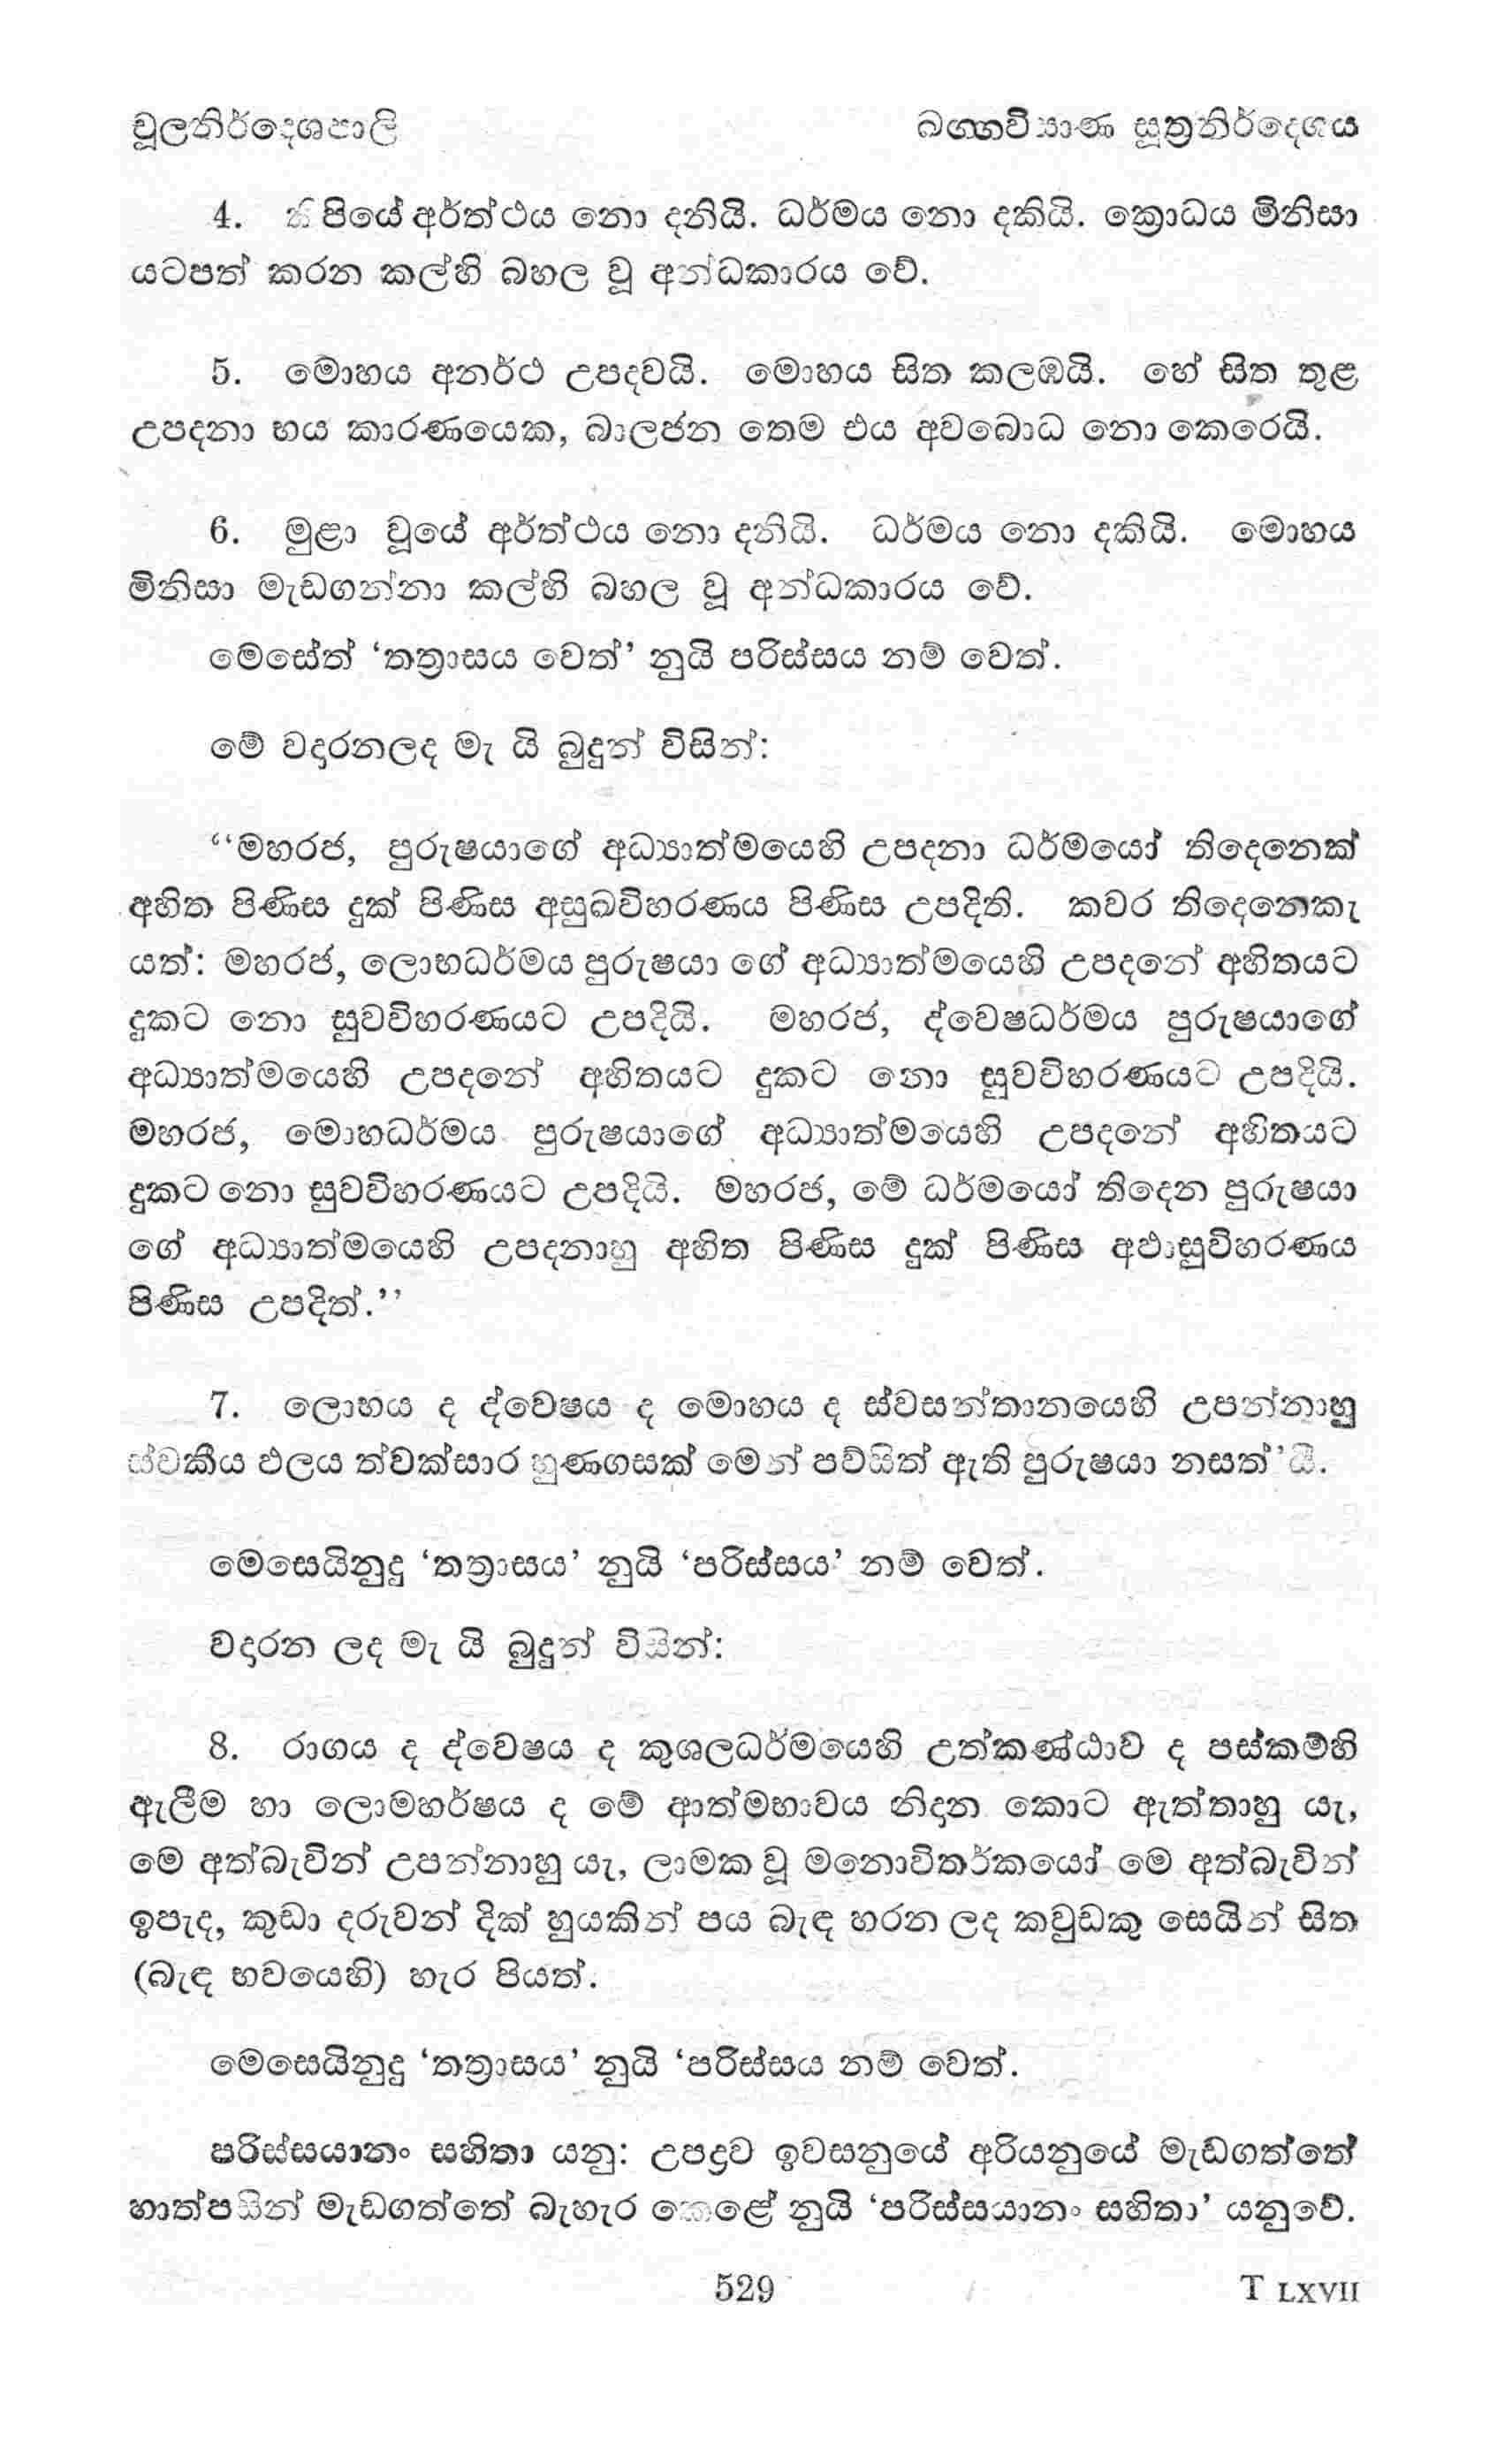 චූලනිර්දෙශපාලි
ඛග්ගවිෂාණ සූත්‍රනිර්දෙශය
4. කිපියේ අර්ත්ථය නො දනියි. ධර්මය නො දකියි. ක්‍රොධය මිනිසා
යටපත් කරන කල්හි බහල වූ අන්ධකාරය වේ.
5. මොහය අනර්ථ උපදවයි. මොහය සිත කලඹයි. හේ සිත තුළ
උපදනා භය කාරණයෙක, බාලජන තෙම එය අවබොධ නො කෙරෙයි.
6. මුළා වූයේ අර්ත්ථය නො දනියි. ධර්මය නො දකියි. මොහය
මිනිසා මැඩගන්නා කල්හි බහල වූ අන්ධකාරය වේ.
මෙසේත් ‘තත්‍රාසය වෙත්’ නුයි පරිස්සය නම් වෙත්.
මේ වදාරනලද මැ යි බුදුන් විසින්:
‘‘මහරජ, පුරුෂයාගේ අධ්‍යාත්මයෙහි උපදනා ධර්මයෝ තිදෙනෙක්
අහිත පිණිස දුක් පිණිස අසුඛවිහරණය පිණිස උපදිති. කවර තිදෙනෙකැ
යත්: මහරජ, ලොභධර්මය පුරුෂයා ගේ අධ්‍යාත්මයෙහි උපදනේ අහිතයට
දුකට නො සුවවිහරණයට උපදියි. මහරජ, ද්වෙෂධර්මය පුරුෂයාගේ
අධ්‍යාත්මයෙහි උපදනේ අහිතයට දුකට නො සුවවිහරණයට උපදියි.
මහරජ, මොහධර්මය පුරුෂයාගේ අධ්‍යාත්මයෙහි උපදනේ අහිතයට
දුකට නො සුවවිහරණයට උපදියි. මහරජ, මේ ධර්මයෝ තිදෙන පුරුෂයා
ගේ අධ්‍යාත්මයෙහි උපදනාහු අහිත පිණිස දුක් පිණිස අඵාසුවිහරණය
පිණිස උපදිත්.’’
7. ලොභය ද ද්වෙෂය ද මොහය ද ස්වසන්තානයෙහි උපන්නාහු
ස්වකීය ඵලය ත්වක්සාර හුණගසක් මෙන් පව්සිත් ඇති පුරුෂයා නසත්’යි.
මෙසෙයිනුදු ‘තත්‍රාසය’ නුයි ‘පරිස්සය’ නම් වෙත්.
වදාරන ලද මැ යි බුදුන් විසින්:
8. රාගය ද ද්වෙෂය ද කුශලධර්මයෙහි උත්කණ්ඨාව ද පස්කම්හි
ඇලීම හා ලොමහර්ෂය ද මේ ආත්මභාවය නිදාන කොට ඇත්තාහු යැ,
මෙ අත්බැවින් උපන්නාහු යැ, ලාමක වූ මනොවිතර්කයෝ මෙ අත්බැවින්
ඉපැද, කුඩා දරුවන් දික් හුයකින් පය බැඳ හරන ලද කවුඩකු සෙයින් සිත
(බැඳ භවයෙහි) හැර පියත්.
මෙසෙයිනුදු ‘තත්‍රාසය’ නුයි ‘පරිස්සය නම් වෙත්.
පරිස්සයානං සහිතා යනු: උපද්‍රව ඉවසනුයේ අරියනුයේ මැඩගත්තේ
හාත්පසින් මැඩගත්තේ බැහැර කෙළේ නුයි ‘පරිස්සයානං සහිතා’ යනුවේ.
529
T LXVII